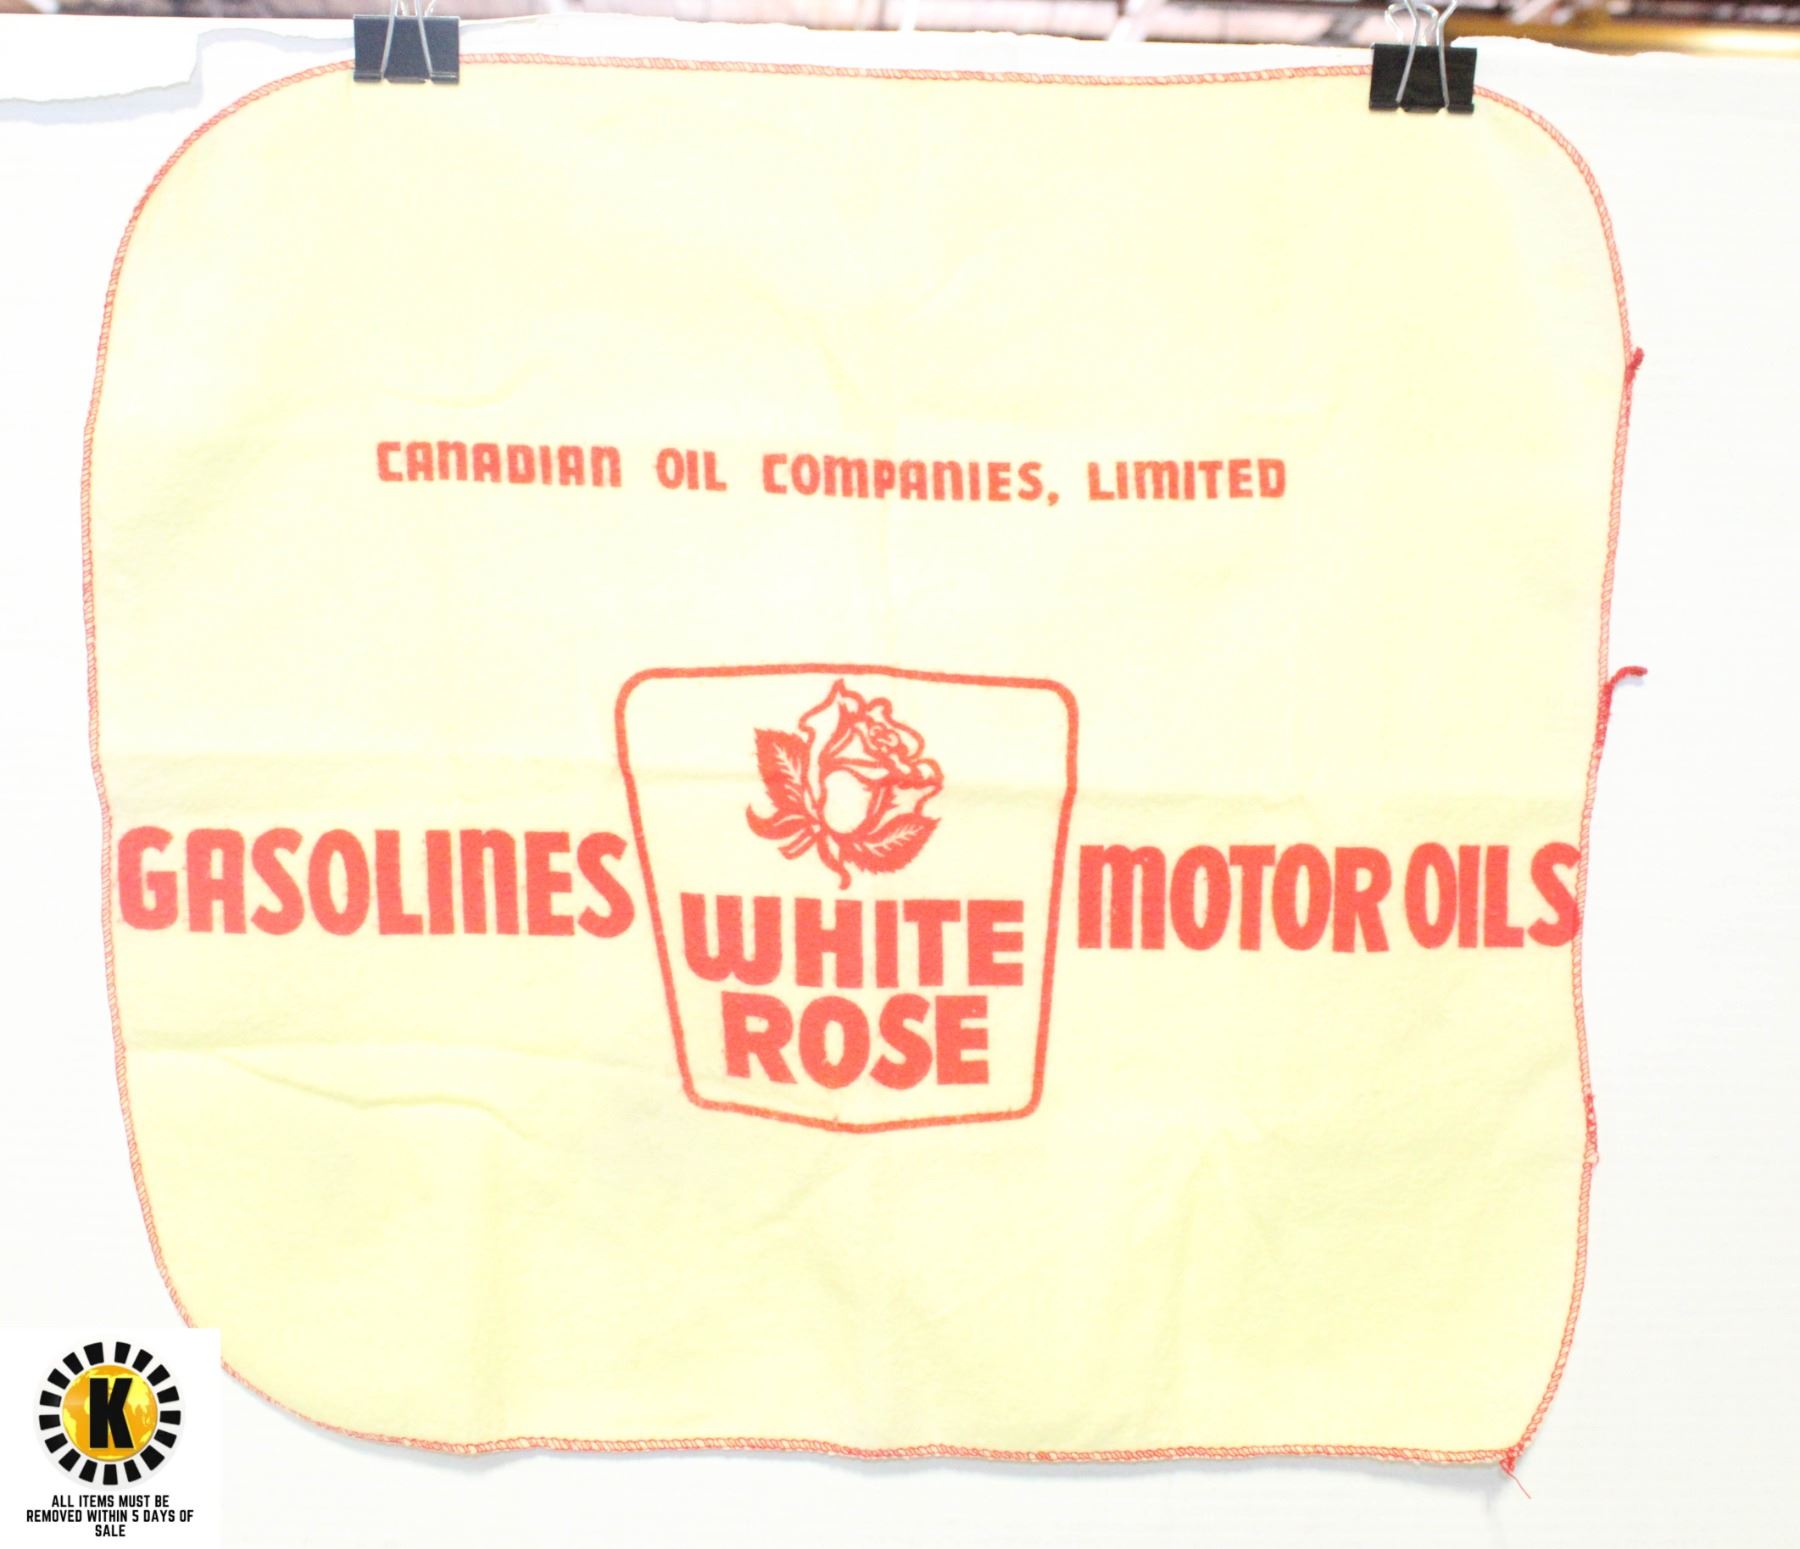 CANADIAN OIL COMPANIES, LIMITED
GASOLINES WHITE ROSE MOTOR OILS
K
ALL ITEMS MUST BE
REMOVED WITHIN 5 DAYS OF
SALE